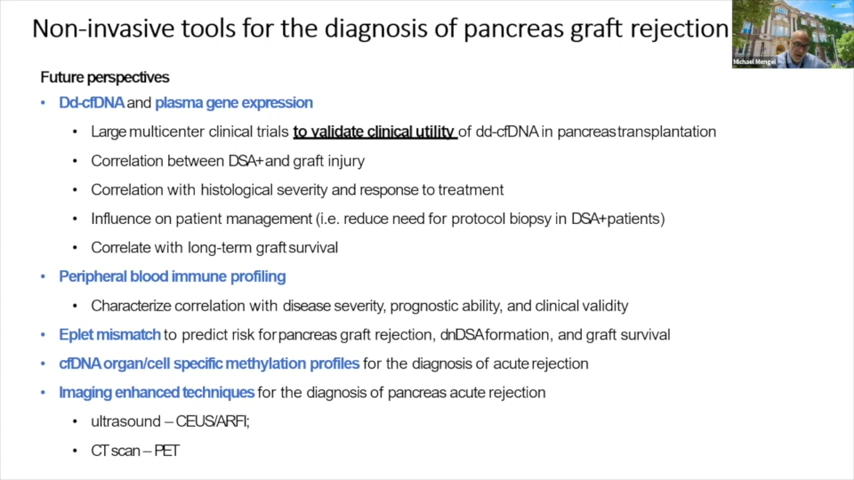 Non-invasive tools for the diagnosis of pancreas graft rejection
Michael Mengel
Future perspectives
• Dd-cfDNA and plasma gene expression
• Large multicenter clinical trials to validate clinical utility of dd-cfDNA in pancreas transplantation
• Correlation between DSA+ and graft injury
• Correlation with histological severity and response to treatment
• Influence on patient management (i.e. reduce need for protocol biopsy in DSA+ patients)
• Correlate with long-term graft survival
• Peripheral blood immune profiling
• Characterize correlation with disease severity, prognostic ability, and clinical validity
• Eplet mismatch to predict risk for pancreas graft rejection, dnDSA formation, and graft survival
• cfDNA organ/cell specific methylation profiles for the diagnosis of acute rejection
• Imaging enhanced techniques for the diagnosis of pancreas acute rejection
• ultrasound – CEUS/ARFI;
• CT scan – PET